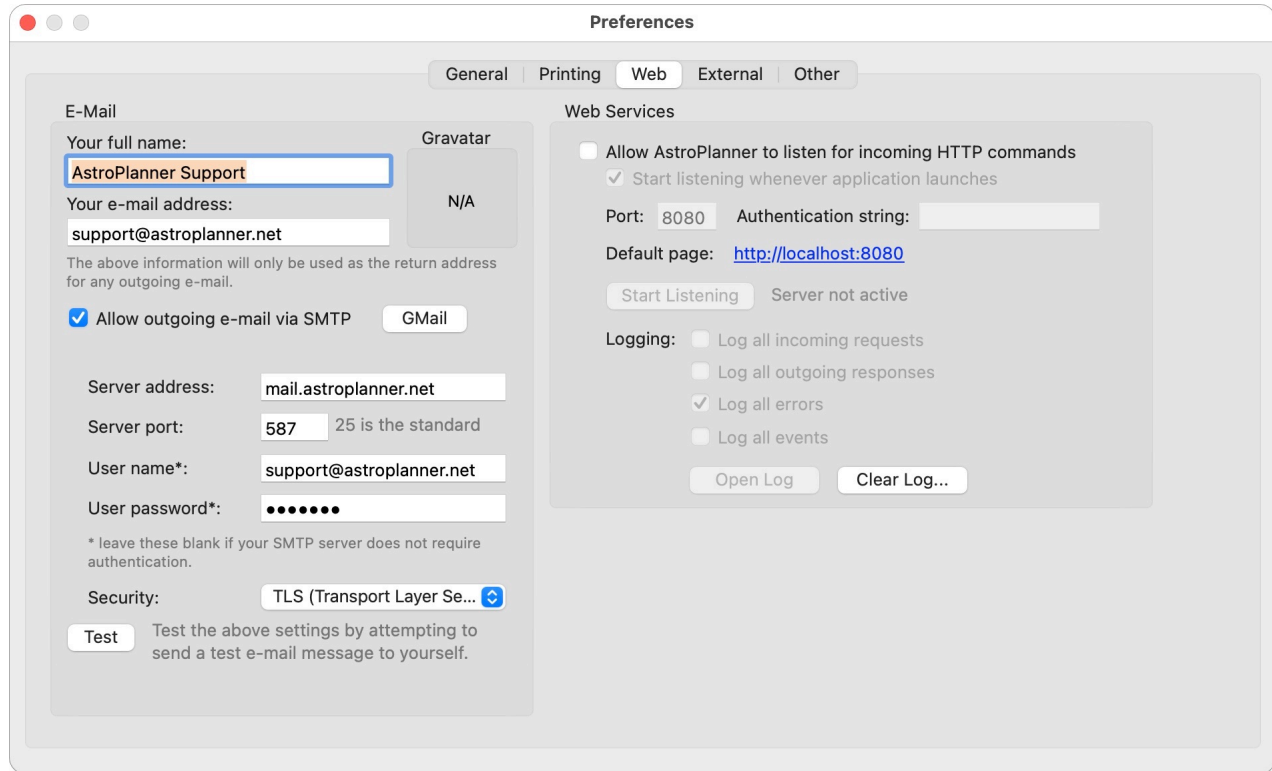 Preferences
General Printing Web External Other
E-Mail
Your full name:
Gravatar
AstroPlanner Support
N/A
Your e-mail address:
support@astroplanner.net
The above information will only be used as the return address
for any outgoing e-mail.
Allow outgoing e-mail via SMTP GMail
Server address: mail.astroplanner.net
Server port: 587 25 is the standard
User name*: support@astroplanner.net
User password*: •••••••
* leave these blank if your SMTP server does not require
authentication.
Security: TLS (Transport Layer Se...
Test
Test the above settings by attempting to
send a test e-mail message to yourself.
Web Services
Allow AstroPlanner to listen for incoming HTTP commands
Start listening whenever application launches
Port: 8080 Authentication string:
Default page: http://localhost:8080
Start Listening Server not active
Logging: Log all incoming requests
Log all outgoing responses
Log all errors
Log all events
Open Log Clear Log...